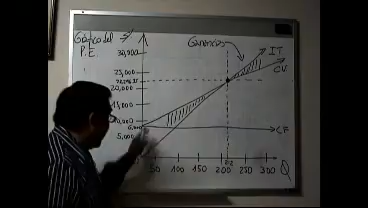 Gráfico del
P.E.
$
Ganancias
IT
CV
30,000
25,000
20,000
15,000
10,000
5,000
CF
50 100 150 200 250 300 Q